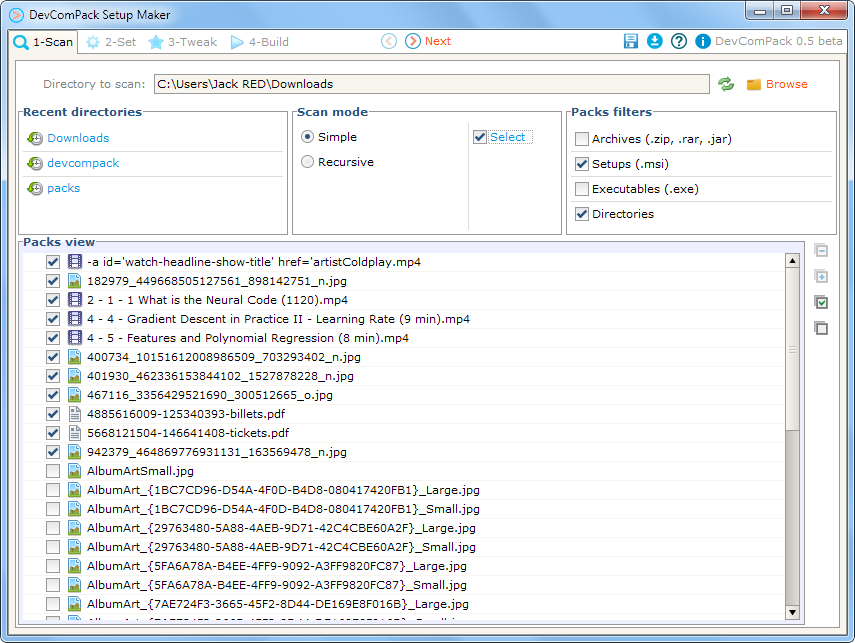 DevComPack Setup Maker
1-Scan 2-Set 3-Tweak 4-Build Next DevComPack 0.5 beta
Directory to scan: C:\Users\Jack RED\Downloads Browse
Recent directories
Downloads
devcompack
packs
Scan mode
Simple
Recursive
Select
Packs filters
Archives (.zip, .rar, .jar)
Setups (.msi)
Executables (.exe)
Directories
Packs view
-a id='watch-headline-show-title' href='artistColdplay.mp4
182979_449668505127561_898142751_n.jpg
2 - 1 - 1 What is the Neural Code (1120).mp4
4 - 4 - Gradient Descent in Practice II - Learning Rate (9 min).mp4
4 - 5 - Features and Polynomial Regression (8 min).mp4
400734_10151612008986509_703293402_n.jpg
401930_462336153844102_1527878228_n.jpg
467116_3356429521690_300512665_o.jpg
4885616009-125340393-billets.pdf
5668121504-146641408-tickets.pdf
942379_464869776931131_163569478_n.jpg
AlbumArtSmall.jpg
AlbumArt_{1BC7CD96-D54A-4F0D-B4D8-080417420FB1}_Large.jpg
AlbumArt_{1BC7CD96-D54A-4F0D-B4D8-080417420FB1}_Small.jpg
AlbumArt_{29763480-5A88-4AEB-9D71-42C4CBE60A2F}_Large.jpg
AlbumArt_{29763480-5A88-4AEB-9D71-42C4CBE60A2F}_Small.jpg
AlbumArt_{5FA6A78A-B4EE-4FF9-9092-A3FF9820FC87}_Large.jpg
AlbumArt_{5FA6A78A-B4EE-4FF9-9092-A3FF9820FC87}_Small.jpg
AlbumArt_{7AE724F3-3665-45F2-8D44-DE169E8F016B}_Large.jpg